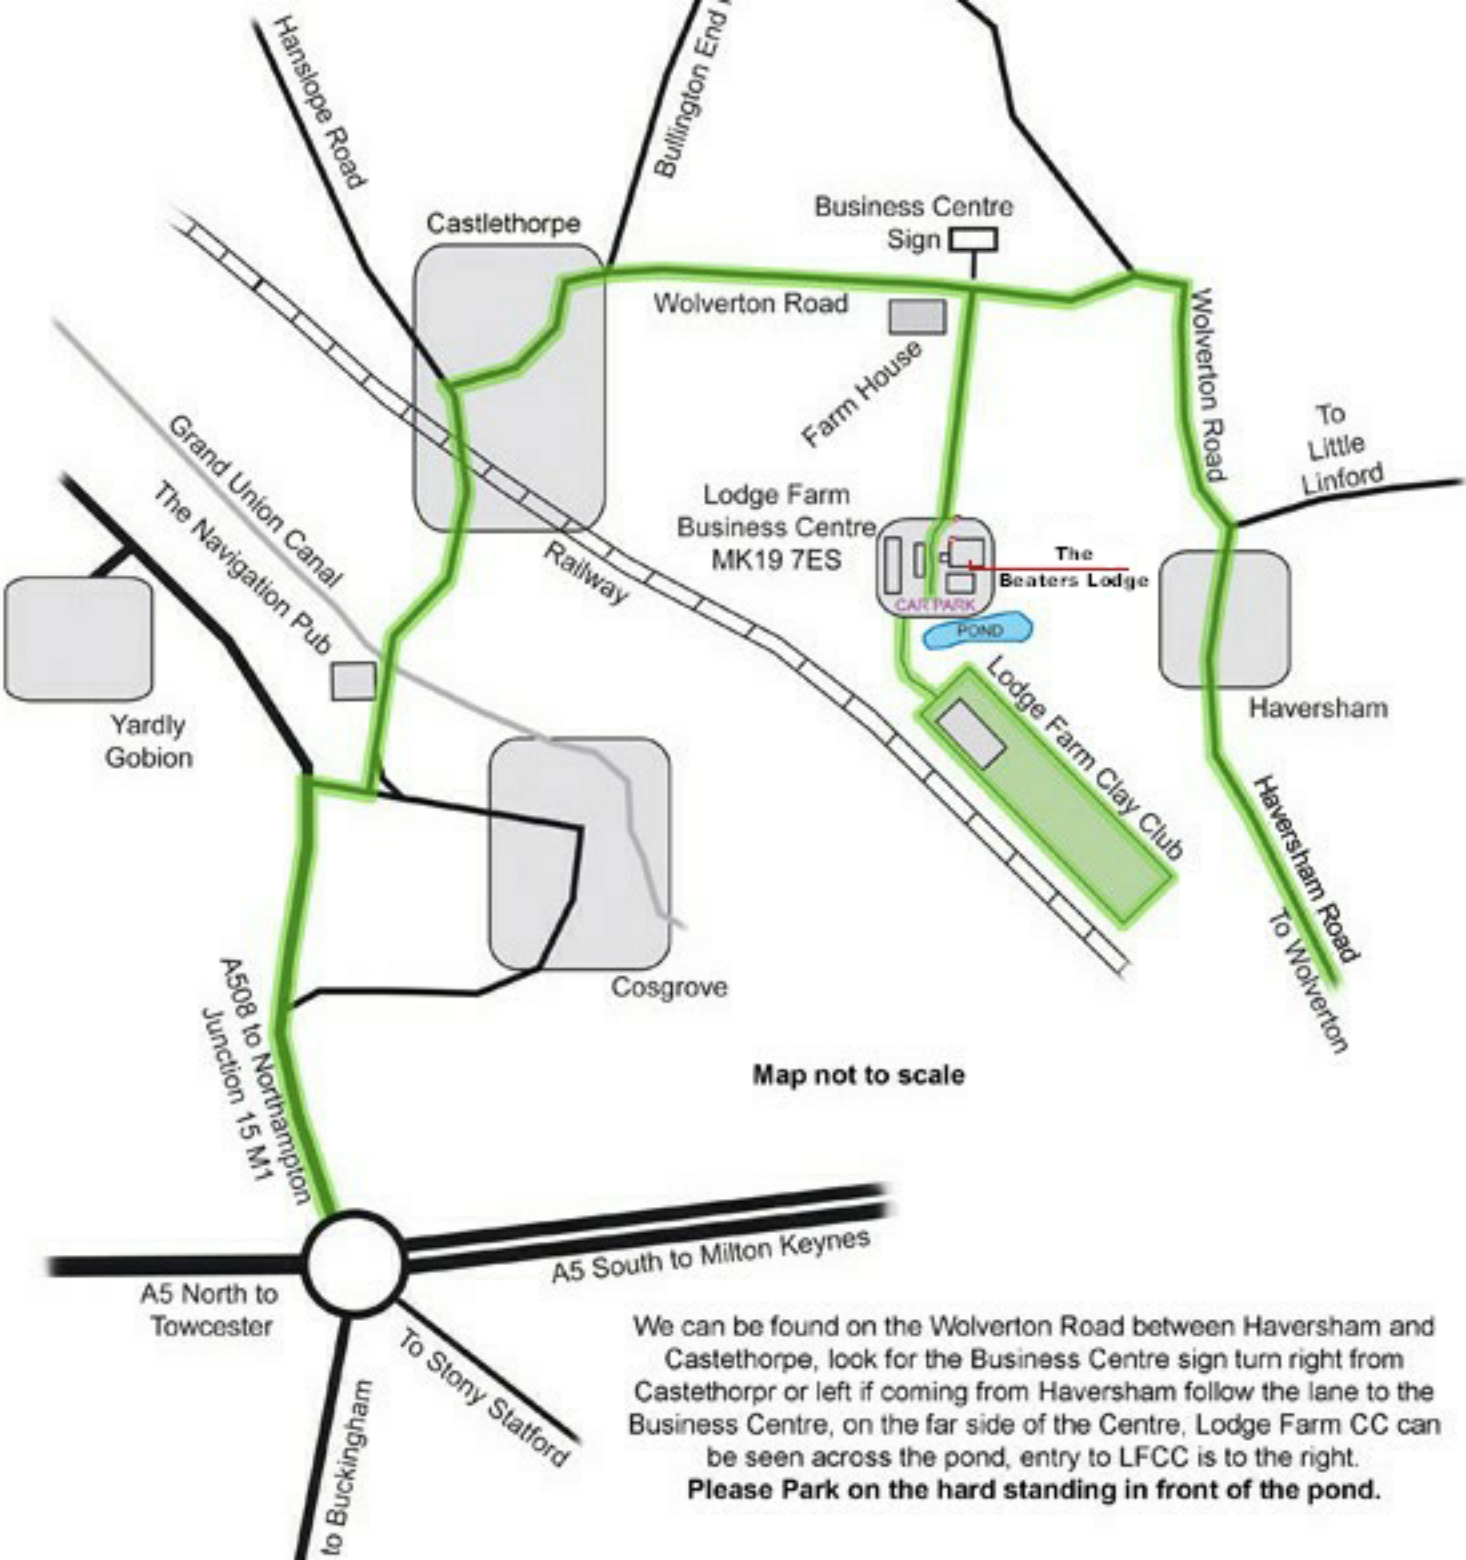 Hanslope Road
Bullington End
Castlethorpe
Business Centre
Sign
Wolverton Road
Farm House
Wolverton Road
To
Little
Linford
Grand Union Canal
The Navigation Pub
Railway
Lodge Farm
Business Centre
MK19 7ES
The
Beaters Lodge
CAR PARK
POND
Lodge Farm Clay Club
Haversham
Yardly
Gobion
Haversham Road
To Wolverton
Cosgrove
A508 to Northampton
Junction 15 M1
Map not to scale
A5 South to Milton Keynes
A5 North to
Towcester
To Stony Statford
to Buckingham
We can be found on the Wolverton Road between Haversham and
Castethorpe, look for the Business Centre sign turn right from
Castethorpr or left if coming from Haversham follow the lane to the
Business Centre, on the far side of the Centre, Lodge Farm CC can
be seen across the pond, entry to LFCC is to the right.
Please Park on the hard standing in front of the pond.